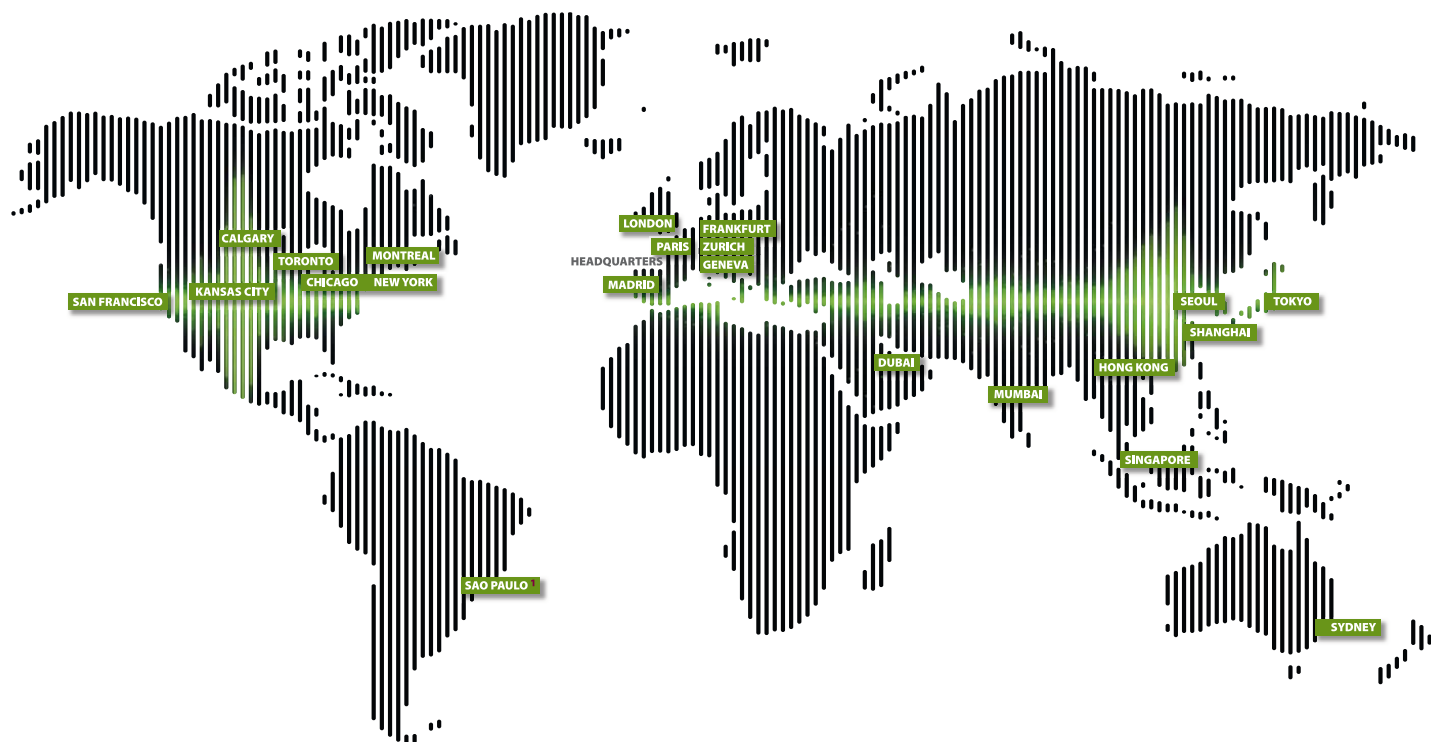 LONDON
FRANKFURT
CALGARY
PARIS
ZURICH
MONTREAL
TORONTO
HEADQUARTERS
GENEVA
CHICAGO
NEW YORK
MADRID
KANSAS CITY
SAN FRANCISCO
SEOUL
TOKYO
SHANGHAI
DUBAI
HONG KONG
MUMBAI
SINGAPORE
SAO PAULO 1
SYDNEY